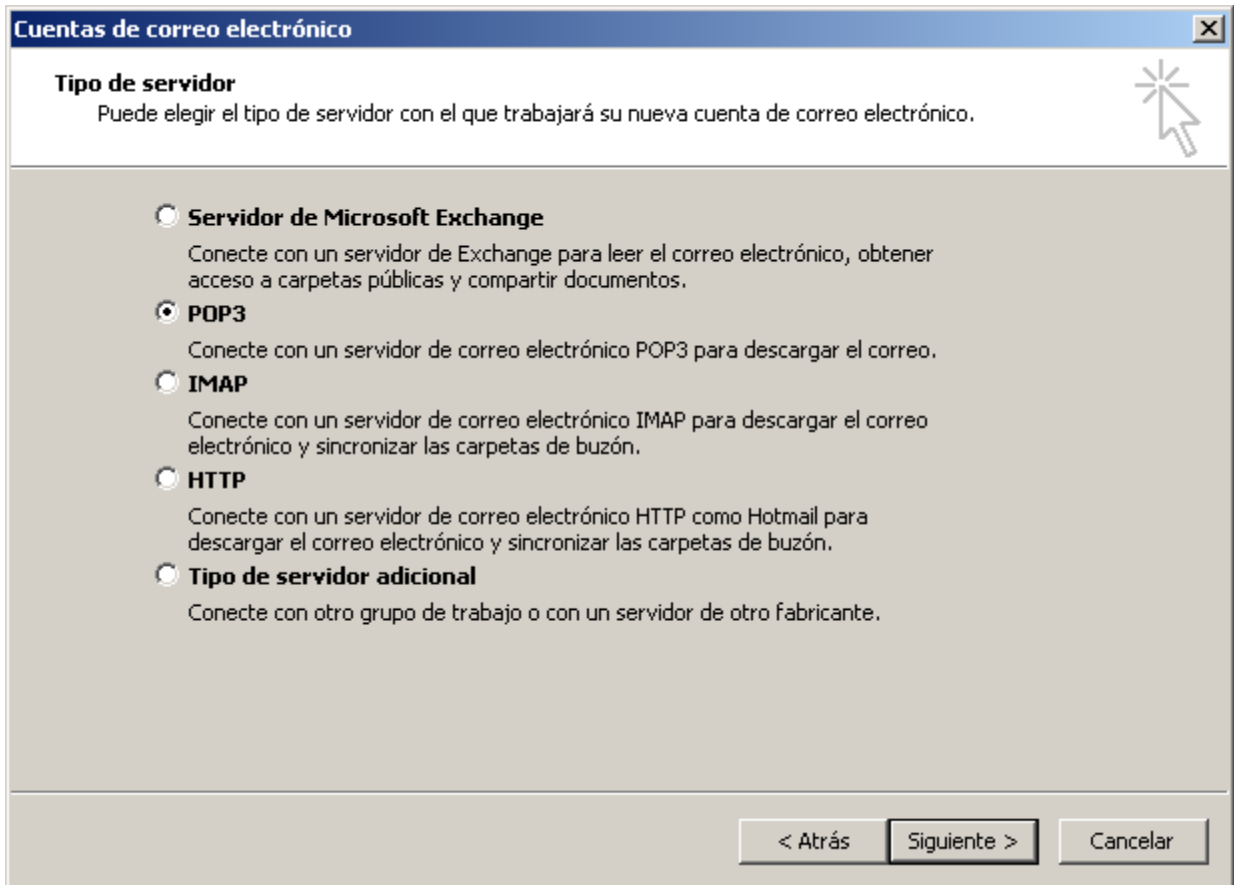 Cuentas de correo electrónico
Tipo de servidor
Puede elegir el tipo de servidor con el que trabajará su nueva cuenta de correo electrónico.
Servidor de Microsoft Exchange
Conecte con un servidor de Exchange para leer el correo electrónico, obtener
acceso a carpetas públicas y compartir documentos.
POP3
Conecte con un servidor de correo electrónico POP3 para descargar el correo.
IMAP
Conecte con un servidor de correo electrónico IMAP para descargar el correo
electrónico y sincronizar las carpetas de buzón.
HTTP
Conecte con un servidor de correo electrónico HTTP como Hotmail para
descargar el correo electrónico y sincronizar las carpetas de buzón.
Tipo de servidor adicional
Conecte con otro grupo de trabajo o con un servidor de otro fabricante.
< Atrás Siguiente > Cancelar